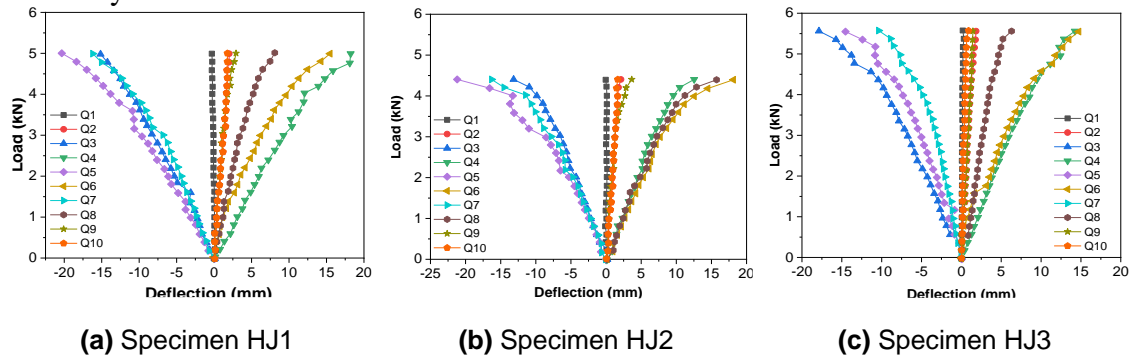 Load (kN)
5
4
3
2
1
0
Q1
Q2
Q3
Q4
Q5
Q6
Q7
Q8
Q9
Q10
-20 -15 -10 -5 0 5 10 15 20
Deflection (mm)
(a) Specimen HJ1
Load (kN)
5
4
3
2
1
0
Q1
Q2
Q3
Q4
Q5
Q6
Q7
Q8
Q9
Q10
-25 -20 -15 -10 -5 0 5 10 15 20
Deflection (mm)
(b) Specimen HJ2
Load (kN)
6
5
4
3
2
1
0
Q1
Q2
Q3
Q4
Q5
Q6
Q7
Q8
Q9
Q10
-20 -15 -10 -5 0 5 10 15 20
Deflection (mm)
(c) Specimen HJ3